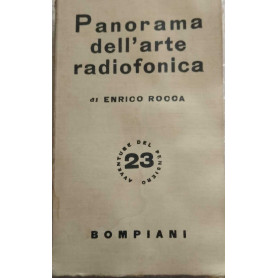 Panorama
dell'arte
radiofonica
di ENRICO ROCCA
AVVENTURE DEL PENSIERO
23
BOMPIANI